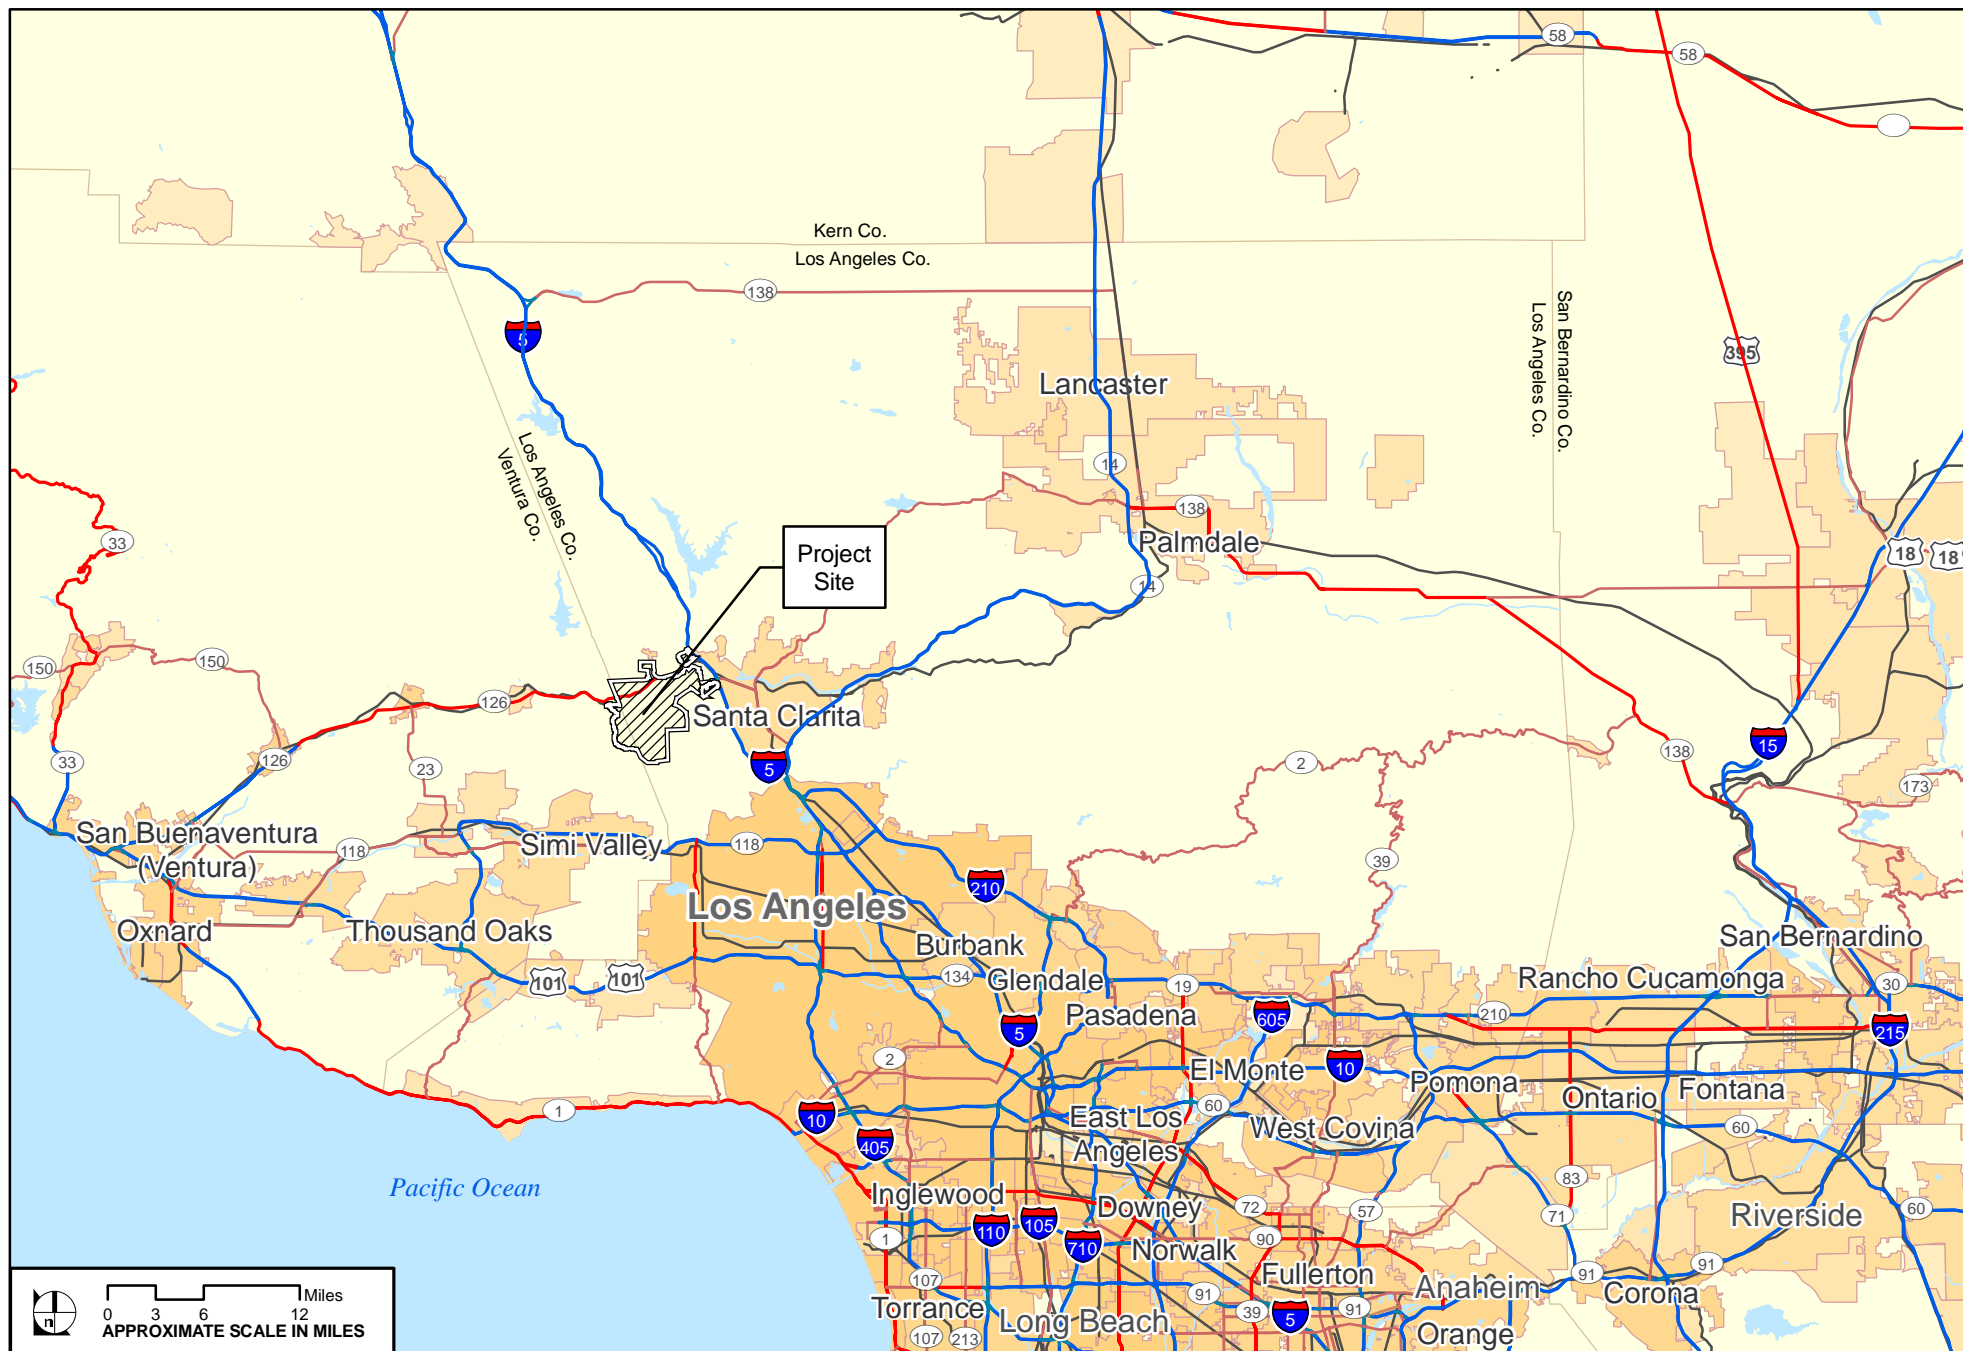 58
58
Kern Co.
Los Angeles Co.
138
5
San Bernardino Co.
Los Angeles Co.
395
Lancaster
Los Angeles Co.
Ventura Co.
14
138
33
Project
Site
Palmdale
18
18
14
150
150
126
Santa Clarita
126
33
23
5
2
138
15
173
San Buenaventura
(Ventura)
118
Simi Valley
118
39
210
Los Angeles
Oxnard
Thousand Oaks
Burbank
San Bernardino
101
101
134
Glendale
19
Rancho Cucamonga
30
Pasadena
605
210
5
215
2
El Monte
10
Pomona
Ontario
Fontana
1
10
East Los
Angeles
60
West Covina
60
405
83
Pacific Ocean
Inglewood
Downey
72
57
71
Riverside
60
1
110
105
710
Norwalk
90
107
Fullerton
91
91
91
91
Anaheim
Corona
Torrance
Long Beach
39
5
Orange
107
213
n
0 3 6 12 Miles
APPROXIMATE SCALE IN MILES